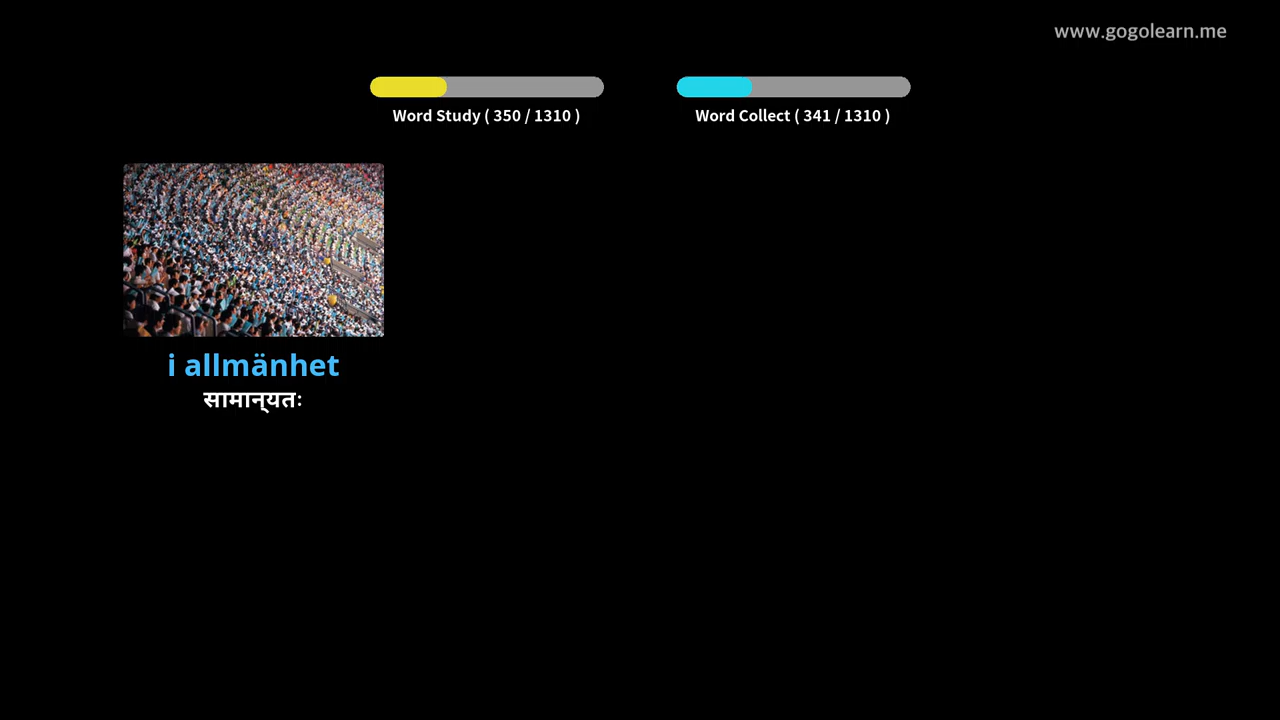 www.gogolearn.me
Word Study ( 350 / 1310 )
Word Collect ( 341 / 1310 )
i allmänhet
सामान्यतः